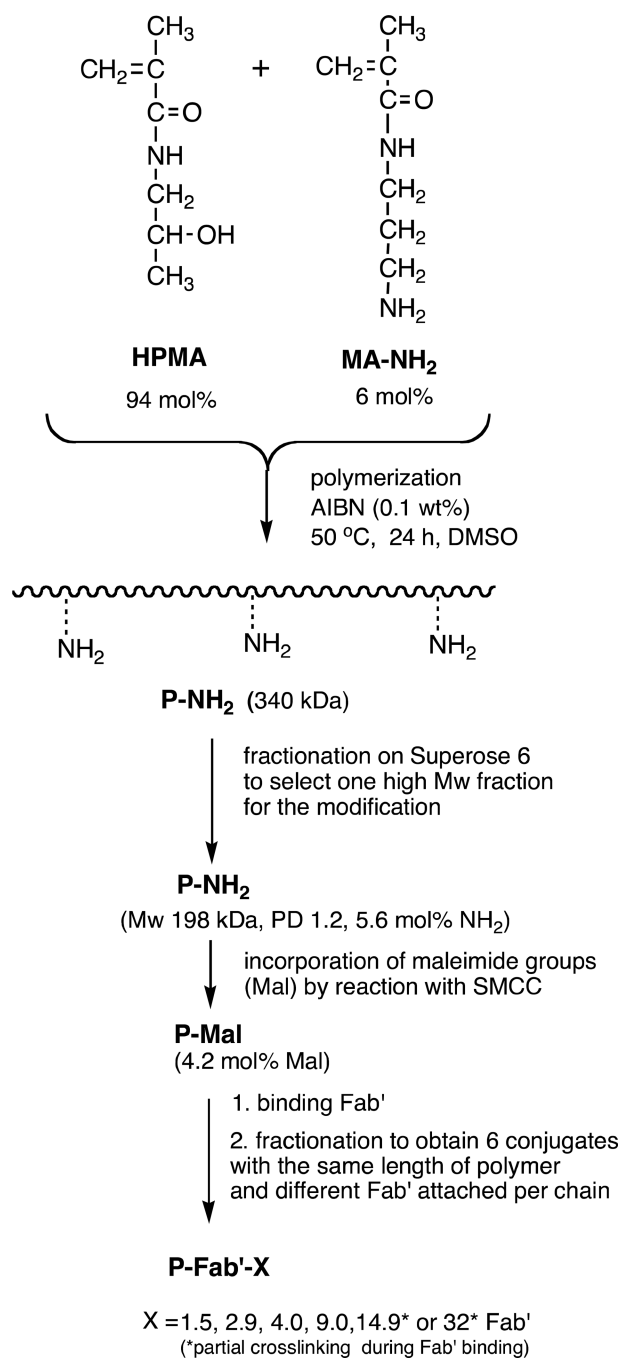 CH3 CH3
CH2=C + CH2=C
C=O C=O
NH NH
CH2 CH2
CH-OH CH2
CH3 CH2
NH2
HPMA MA-NH2
94 mol% 6 mol%
polymerization
AIBN (0.1 wt%)
50 °C, 24 h, DMSO
NH2 NH2 NH2
P-NH2 (340 kDa)
fractionation on Superose 6
to select one high Mw fraction
for the modification
P-NH2
(Mw 198 kDa, PD 1.2, 5.6 mol% NH2)
incorporation of maleimide groups
(Mal) by reaction with SMCC
P-Mal
(4.2 mol% Mal)
1. binding Fab'
2. fractionation to obtain 6 conjugates
with the same length of polymer
and different Fab' attached per chain
P-Fab'-X
X =1.5, 2.9, 4.0, 9.0,14.9* or 32* Fab'
(*partial crosslinking during Fab' binding)